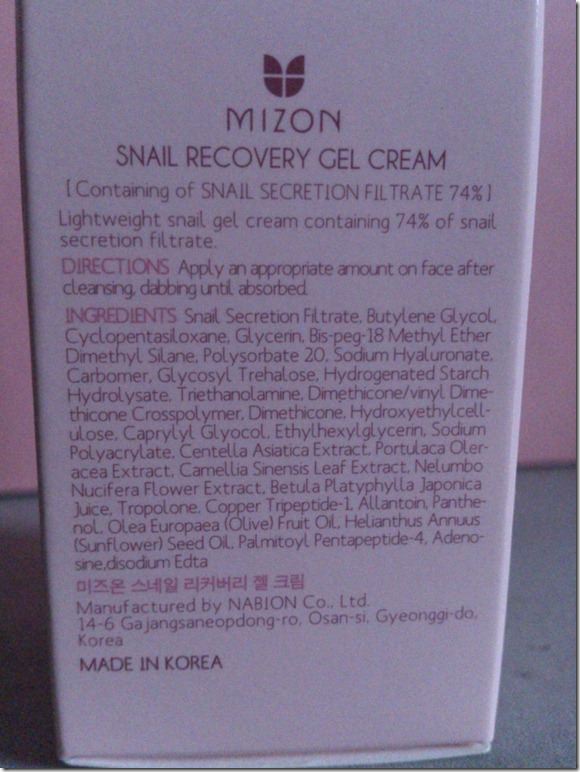 MIZON
SNAIL RECOVERY GEL CREAM
[Containing of SNAIL SECRETION FILTRATE 74%]
Lightweight snail gel cream containing 74% of snail
secretion filtrate.
DIRECTIONS Apply an appropriate amount on face after
cleansing, dabbing until absorbed.
INGREDIENTS Snail Secretion Filtrate, Butylene Glycol,
Cyclopentasiloxane, Glycerin, Bis-peg-18 Methyl Ether
Dimethyl Silane, Polysorbate 20, Sodium Hyaluronate,
Carbomer, Glycosyl Trehalose, Hydrogenated Starch
Hydrolysate, Triethanolamine, Dimethicone/vinyl Dime-
thicone Crosspolymer, Dimethicone, Hydroxyethylcell-
ulose, Caprylyl Glyocol, Ethylhexylglycerin, Sodium
Polyacrylate, Centella Asiatica Extract, Portulaca Oler-
acea Extract, Camellia Sinensis Leaf Extract, Nelumbo
Nucifera Flower Extract, Betula Platyphylla Japonica
Juice, Tropolone, Copper Tripeptide-1, Allantoin, Panthe-
nol, Olea Europaea (Olive) Fruit Oil, Helianthus Annuus
(Sunflower) Seed Oil, Palmitoyl Pentapeptide-4, Adeno-
sine,disodium Edta
미즈온 스네일 리커버리 젤 크림
Manufactured by NABION Co., Ltd.
14-6 Gajangsaneopdong-ro, Osan-si, Gyeonggi-do,
Korea
MADE IN KOREA